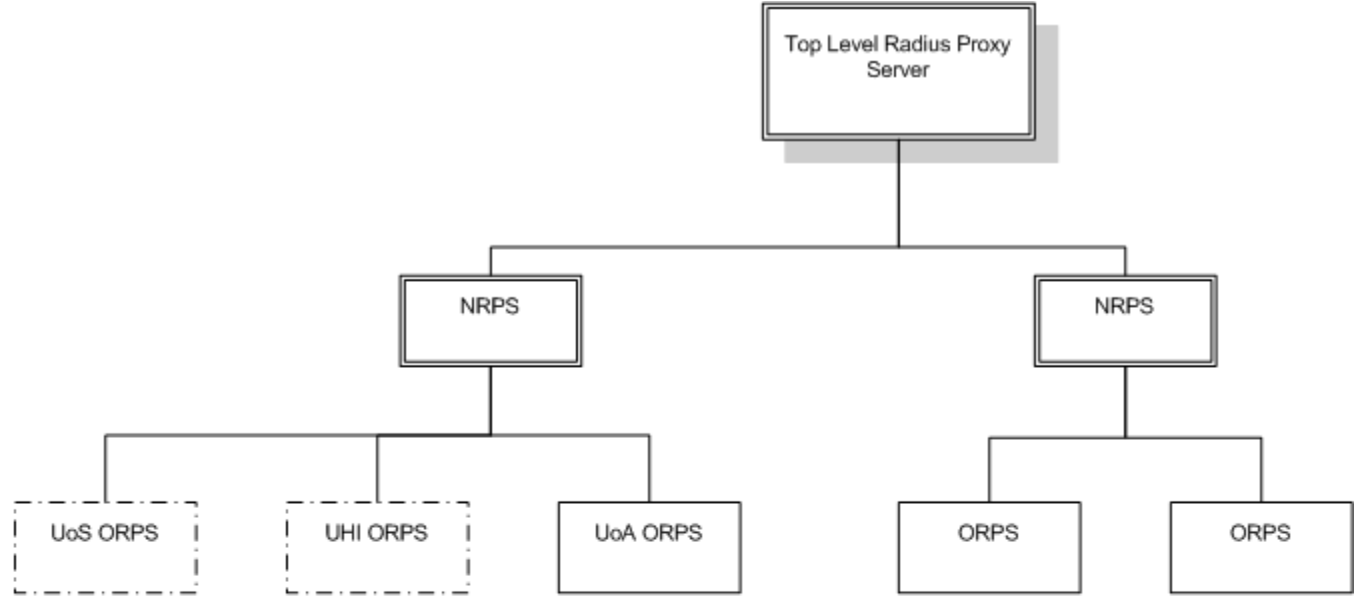 Top Level Radius Proxy
Server
NRPS
NRPS
UoS ORPS
UHI ORPS
UoA ORPS
ORPS
ORPS